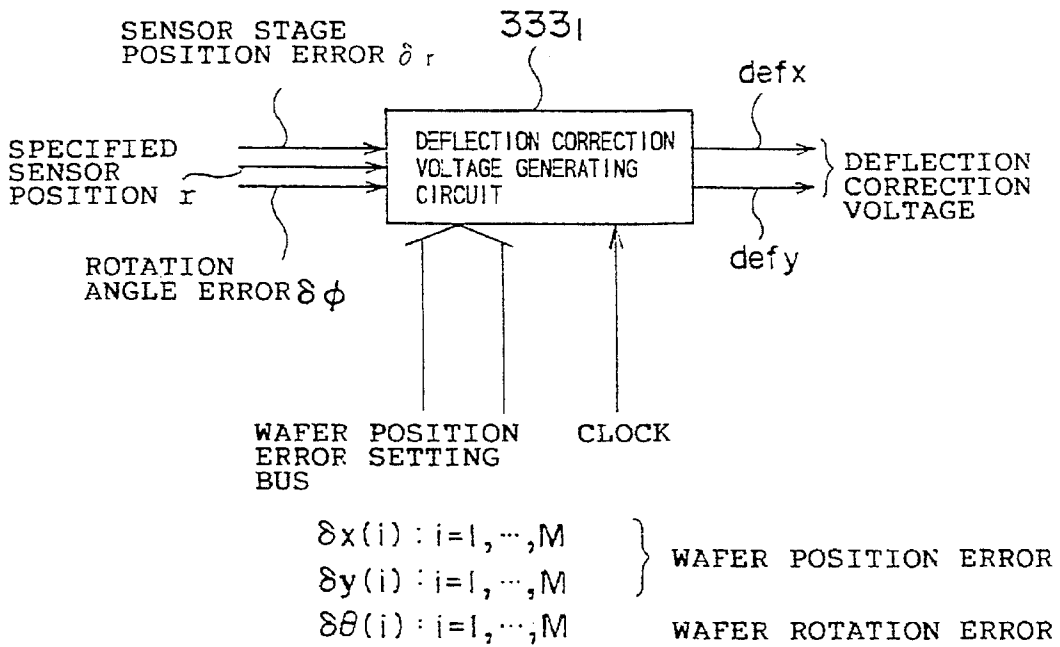 SENSOR STAGE
POSITION ERROR δr
333₁
defx
SPECIFIED
SENSOR
POSITION r
DEFLECTION CORRECTION
VOLTAGE GENERATING
CIRCUIT
DEFLECTION
CORRECTION
VOLTAGE
ROTATION
ANGLE ERROR δϕ
defy
WAFER POSITION
ERROR SETTING
BUS
CLOCK
δx(i) : i=1,⋯,M
δy(i) : i=1,⋯,M
WAFER POSITION ERROR
δθ(i) : i=1,⋯,M
WAFER ROTATION ERROR